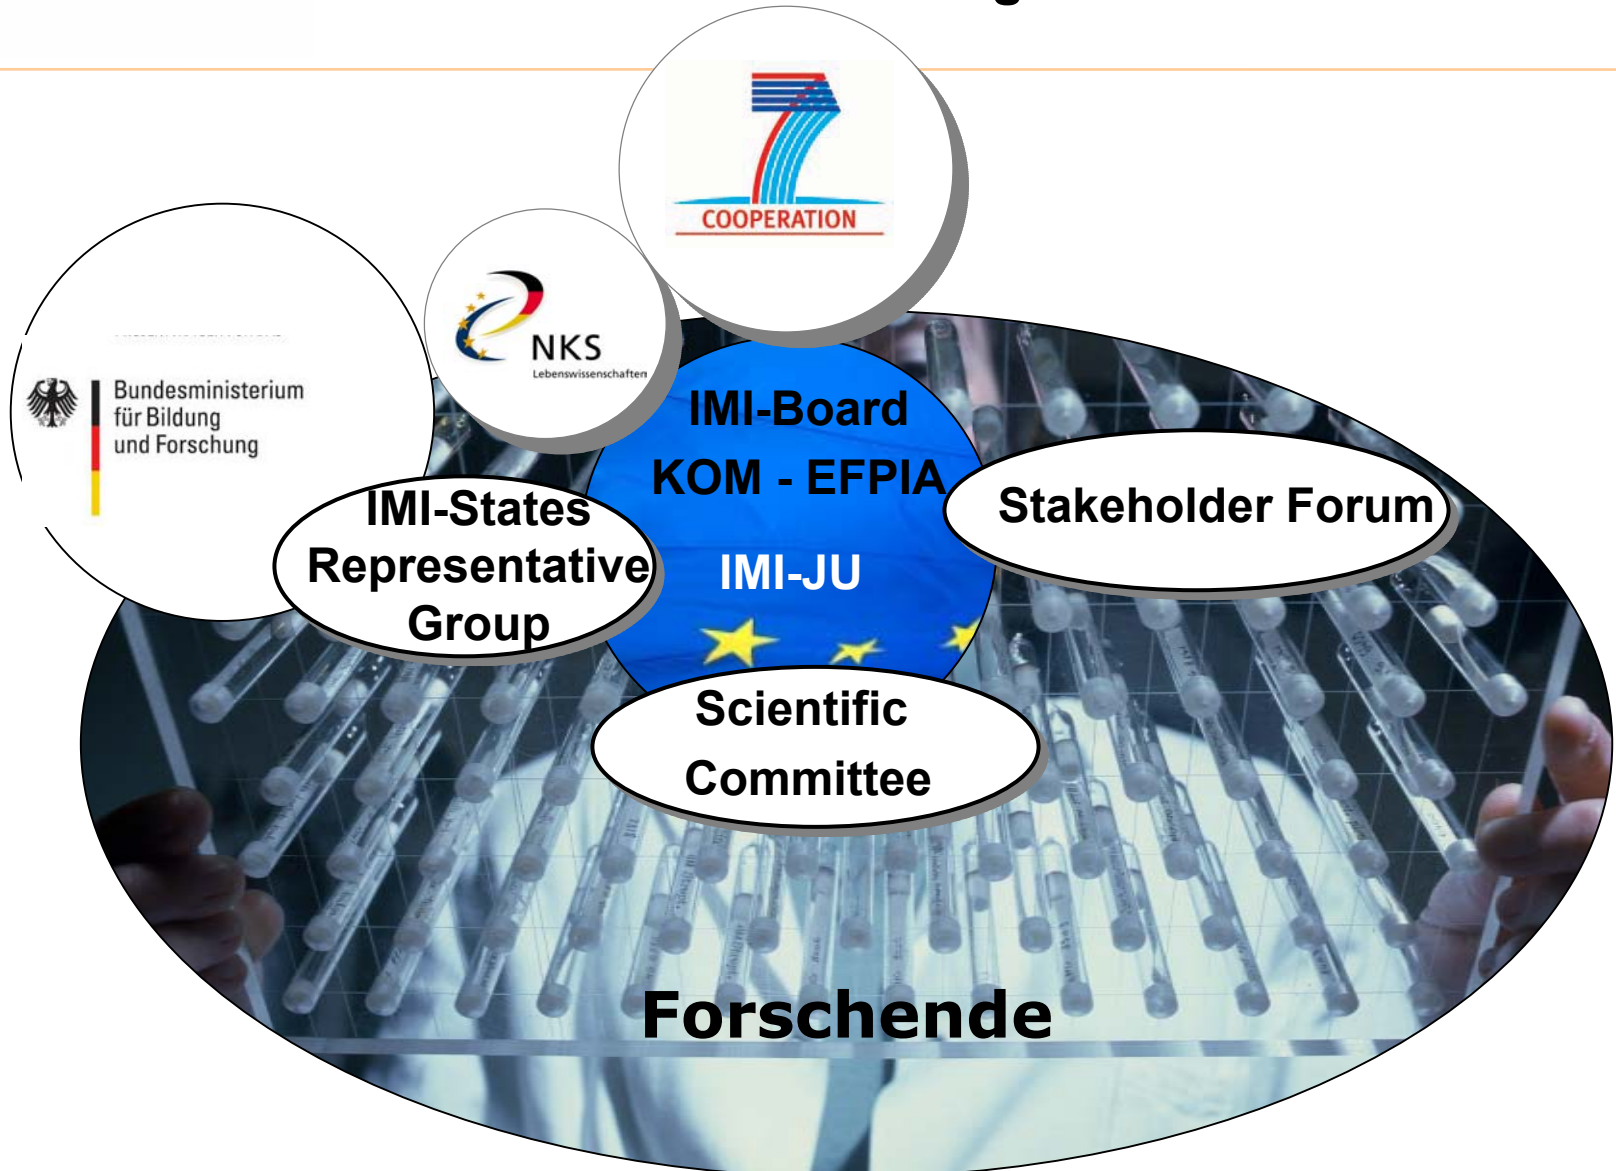 COOPERATION
NKS
Lebenswissenschaften
Bundesministerium
für Bildung
und Forschung
IMI-Board
KOM - EFPIA
IMI-JU
IMI-States
Representative
Group
Stakeholder Forum
Scientific
Committee
Forschende